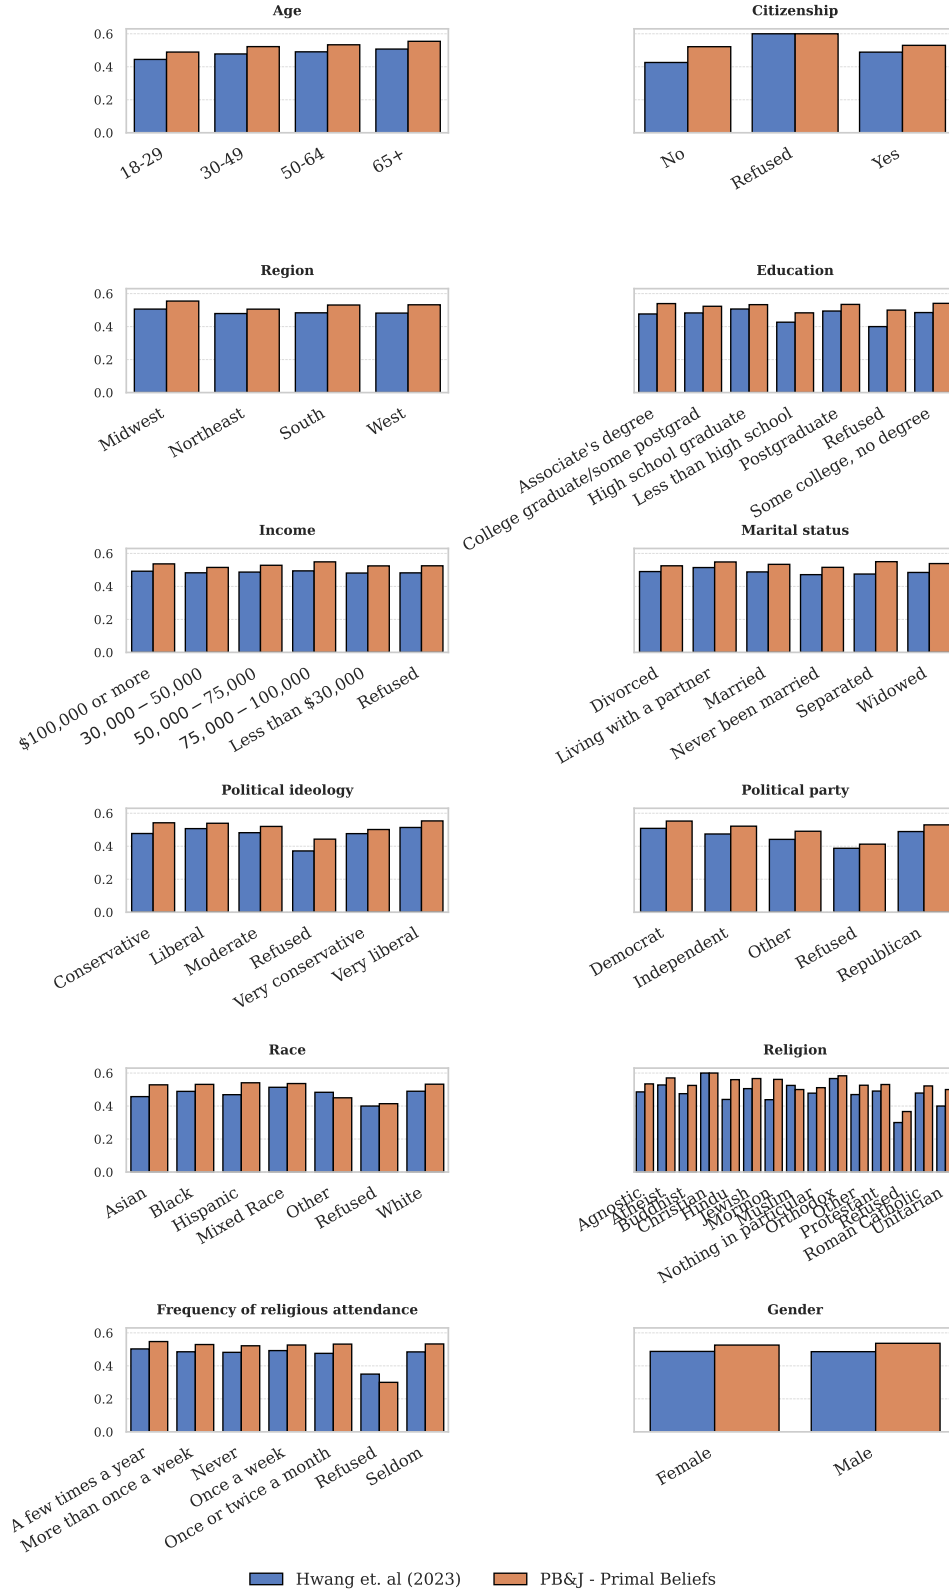 Age
0.6
0.4
0.2
0.0
18-29
30-49
50-64
65+
Citizenship
No
Refused
Yes
Region
0.6
0.4
0.2
0.0
Midwest
Northeast
South
West
Education
Associate's degree
College graduate/some postgrad
High school graduate
Less than high school
Postgraduate
Refused
Some college, no degree
Income
0.6
0.4
0.2
0.0
$100,000 or more
30,000 − 50,000
50,000 − 75,000
75,000 − 100,000
Less than $30,000
Refused
Marital status
Divorced
Living with a partner
Married
Never been married
Separated
Widowed
Political ideology
0.6
0.4
0.2
0.0
Conservative
Liberal
Moderate
Refused
Very conservative
Very liberal
Political party
Democrat
Independent
Other
Refused
Republican
Race
0.6
0.4
0.2
0.0
Asian
Black
Hispanic
Mixed Race
Other
Refused
White
Religion
Agnostic
Atheist
Buddhist
Christian
Hindu
Jewish
Mormon
Muslim
Nothing in particular
Orthodox
Other
Protestant
Refused
Roman Catholic
Unitarian
Frequency of religious attendance
0.6
0.4
0.2
0.0
A few times a year
More than once a week
Never
Once a week
Once or twice a month
Refused
Seldom
Gender
Female
Male
Hwang et. al (2023)
PB&J - Primal Beliefs